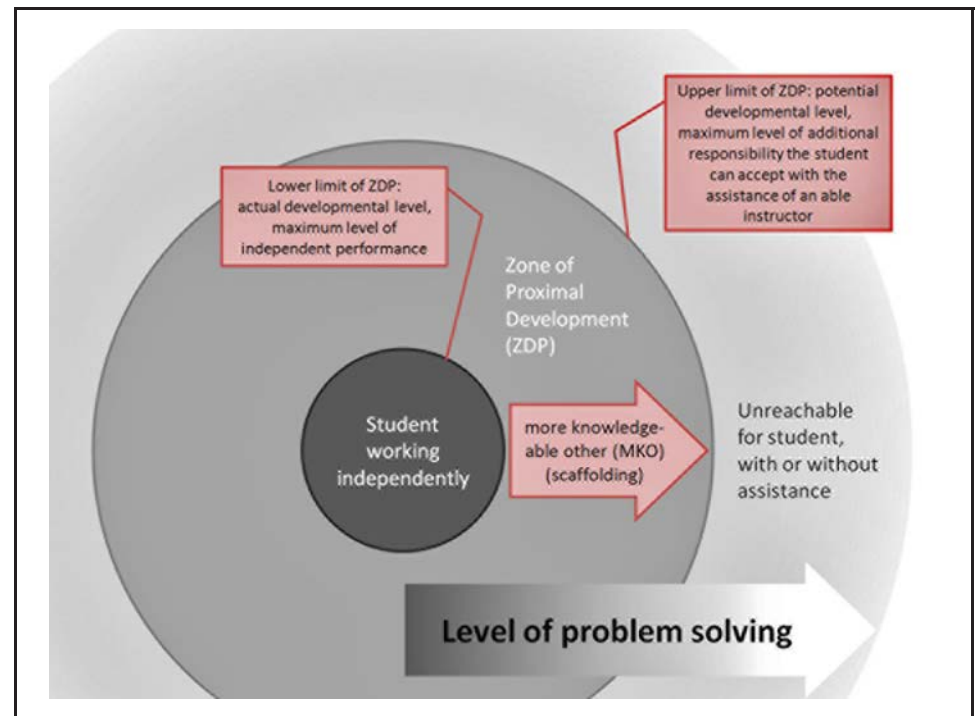 Upper limit of ZDP: potential
developmental level,
maximum level of additional
responsibility the student
can accept with the
assistance of an able
instructor
Lower limit of ZDP:
actual developmental level,
maximum level of
independent performance
Zone of
Proximal
Development
(ZDP)
Student
working
independently
more knowledge-
able other (MKO)
(scaffolding)
Unreachable
for student,
with or without
assistance
Level of problem solving